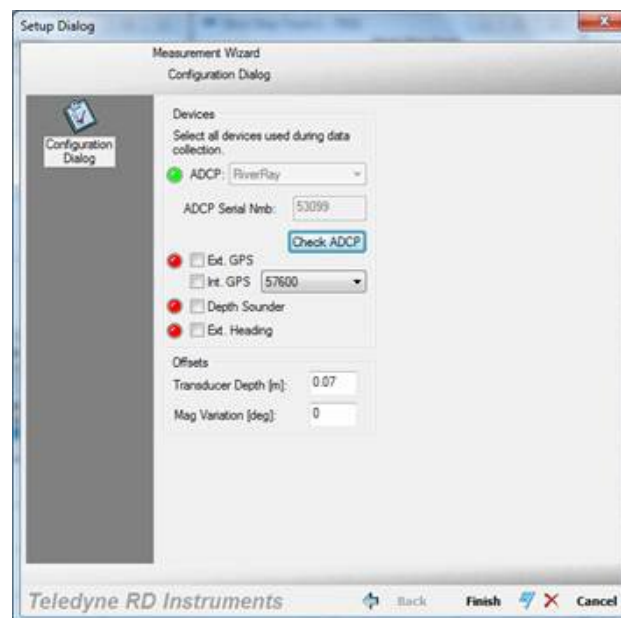 Setup Dialog
Measurement Wizard
Configuration Dialog
Configuration
Dialog
Devices
Select all devices used during data
collection.
ADCP: RiverRay
ADCP Serial Nmb: 53099
Check ADCP
Ext. GPS
Int. GPS 57600
Depth Sounder
Ext. Heading
Offsets
Transducer Depth [m]: 0.07
Mag Variation [deg]: 0
Teledyne RD Instruments
Back Finish Cancel